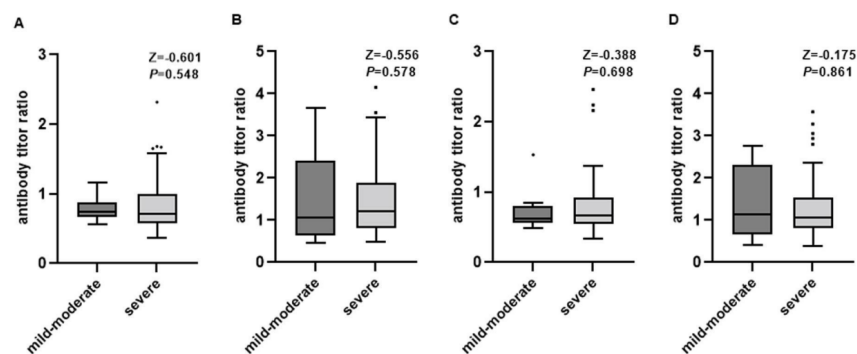 A
Z=-0.601
P=0.548
antibody titor ratio
3
2
1
0
mild-moderate
severe
B
Z=-0.556
P=0.578
antibody titor ratio
5
4
3
2
1
0
mild-moderate
severe
C
Z=-0.388
P=0.698
antibody titor ratio
3
2
1
0
mild-moderate
severe
D
Z=-0.175
P=0.861
antibody titor ratio
5
4
3
2
1
0
mild-moderate
severe